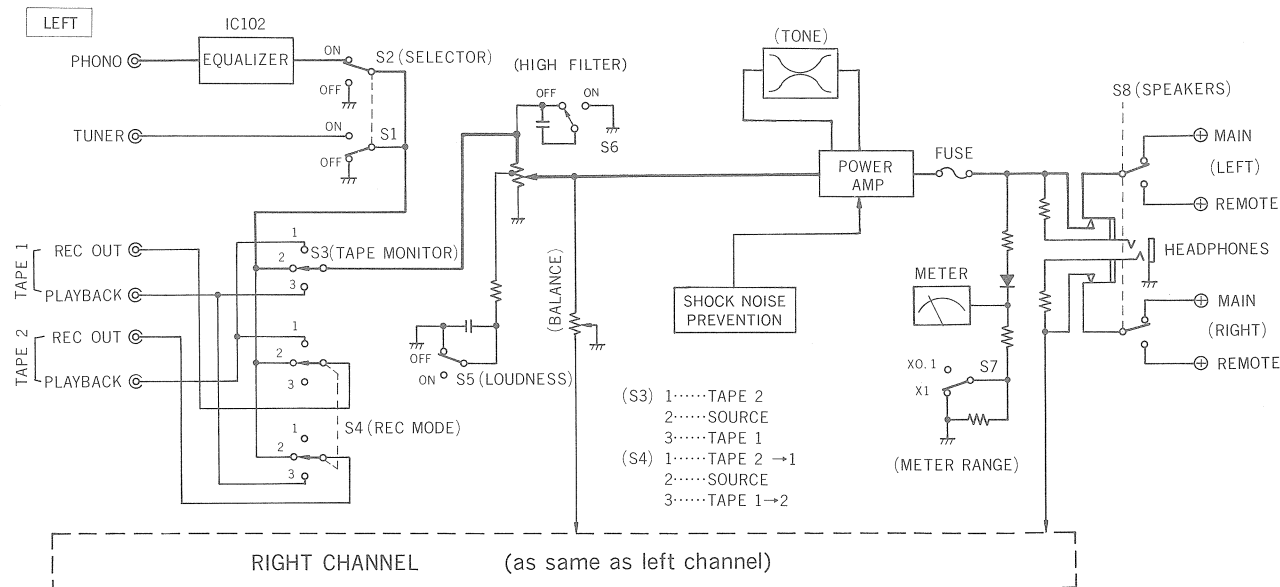 LEFT
IC102
PHONO
EQUALIZER
ON
S2 (SELECTOR)
OFF
TUNER
ON
S1
OFF
(HIGH FILTER)
OFF
ON
S6
(TONE)
POWER
AMP
FUSE
S8 (SPEAKERS)
MAIN
(LEFT)
REMOTE
HEADPHONES
MAIN
(RIGHT)
REMOTE
TAPE 1
REC OUT
PLAYBACK
1
S3 (TAPE MONITOR)
2
3
TAPE 2
REC OUT
PLAYBACK
1
2
3
S4 (REC MODE)
1
2
3
OFF
ON
S5 (LOUDNESS)
(BALANCE)
SHOCK NOISE
PREVENTION
METER
X0.1
S7
X1
(METER RANGE)
(S3) 1······TAPE 2
2······SOURCE
3······TAPE 1
(S4) 1······TAPE 2 →1
2······SOURCE
3······TAPE 1→2
RIGHT CHANNEL (as same as left channel)